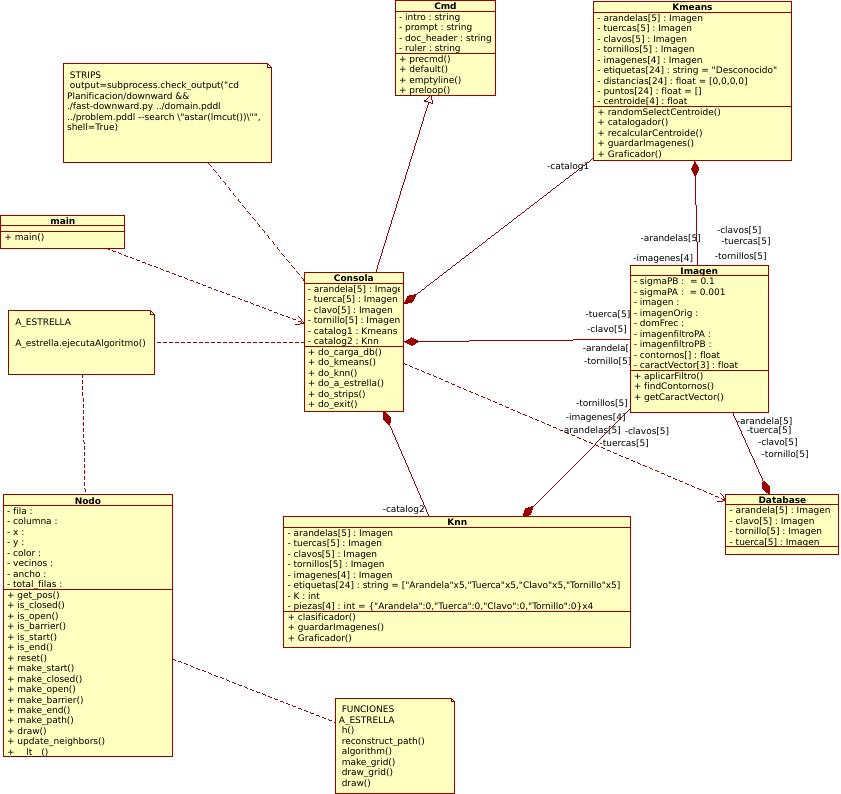 Cmd
- intro : string
- prompt : string
- doc_header : string
- ruler : string
+ precmd()
+ default()
+ emptyline()
+ preloop()
Kmeans
- arandelas[5] : Imagen
- tuercas[5] : Imagen
- clavos[5] : Imagen
- tornillos[5] : Imagen
- imagenes[4] : Imagen
- etiquetas[24] : string = "Desconocido"
- distancias[24] : float = [0,0,0,0]
- puntos[24] : float = []
- centroide[4] : float
+ randomSelectCentroide()
+ catalogador()
+ recalcularCentroide()
+ guardarImagenes()
+ Graficador()
STRIPS
output=subprocess.check_output("cd
Planificacion/downward &&
./fast-downward.py ../domain.pddl
../problem.pddl --search \"astar(lmcut())\"",
shell=True)
-catalog1
main
+ main()
-clavos[5]
-arandelas[5]
-tuercas[5]
-imagenes[4]
-tornillos[5]
Consola
- arandela[5] : Image
- tuerca[5] : Imagen
- clavo[5] : Imagen
- tornillo[5] : Imagen
- catalog1 : Kmeans
- catalog2 : Knn
+ do_carga_db()
+ do_kmeans()
+ do_knn()
+ do_a_estrella()
+ do_strips()
+ do_exit()
Imagen
- sigmaPB : = 0.1
- sigmaPA : = 0.001
- imagen :
- imagenOrig :
- domFrec :
- imagenfiltroPA :
- imagenfiltroPB :
- contornos[] : float
- caractVector[3] : float
+ aplicarFiltro()
+ findContornos()
+ getCaractVector()
-tuerca[5]
-clavo[5]
-arandela[
-tornillo[5]
A_ESTRELLA
A_estrella.ejecutaAlgoritmo()
-tornillos[5]
-imagenes[4]
-arandelas[5]
-clavos[5]
-tuercas[5]
-arandela[5]
-tuerca[5]
-clavo[5]
-tornillo[5]
Nodo
- fila :
- columna :
- x :
- y :
- color :
- vecinos :
- ancho :
- total_filas :
+ get_pos()
+ is_closed()
+ is_open()
+ is_barrier()
+ is_start()
+ is_end()
+ reset()
+ make_start()
+ make_closed()
+ make_open()
+ make_barrier()
+ make_end()
+ make_path()
+ draw()
+ update_neighbors()
+ __lt__()
-catalog2
Knn
- arandelas[5] : Imagen
- tuercas[5] : Imagen
- clavos[5] : Imagen
- tornillos[5] : Imagen
- imagenes[4] : Imagen
- etiquetas[24] : string = ["Arandela"x5,"Tuerca"x5,"Clavo"x5,"Tornillo"x5]
- K : int
- piezas[4] : int = {"Arandela":0,"Tuerca":0,"Clavo":0,"Tornillo":0}x4
+ clasificador()
+ guardarImagenes()
+ Graficador()
Database
- arandela[5] : Imagen
- clavo[5] : Imagen
- tornillo[5] : Imagen
- tuerca[5] : Imagen
FUNCIONES
A_ESTRELLA
h()
reconstruct_path()
algorithm()
make_grid()
draw_grid()
draw()